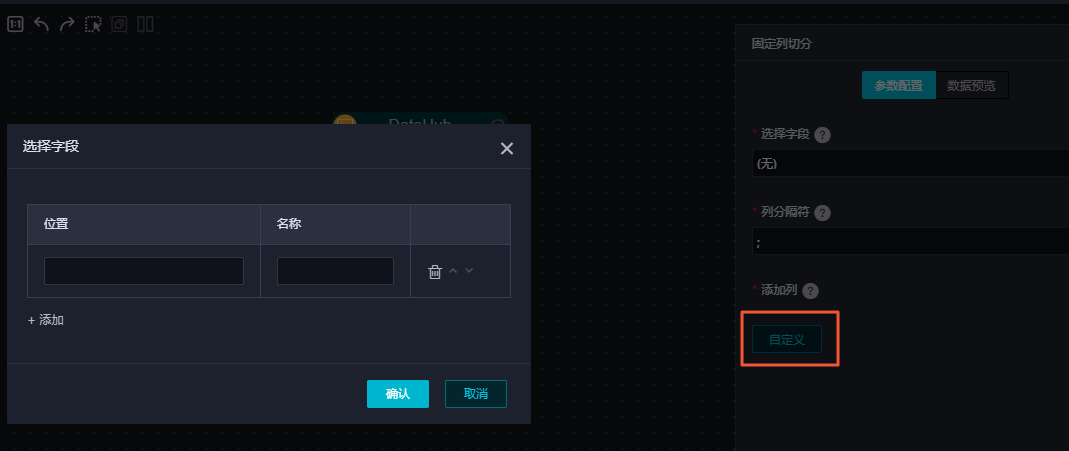 1:1
固定列切分
参数配置 数据预览
DataHub
选择字段
* 选择字段 ?
(无)
位置 名称
* 列分隔符 ?
;
* 添加列 ?
+ 添加
自定义
确认 取消